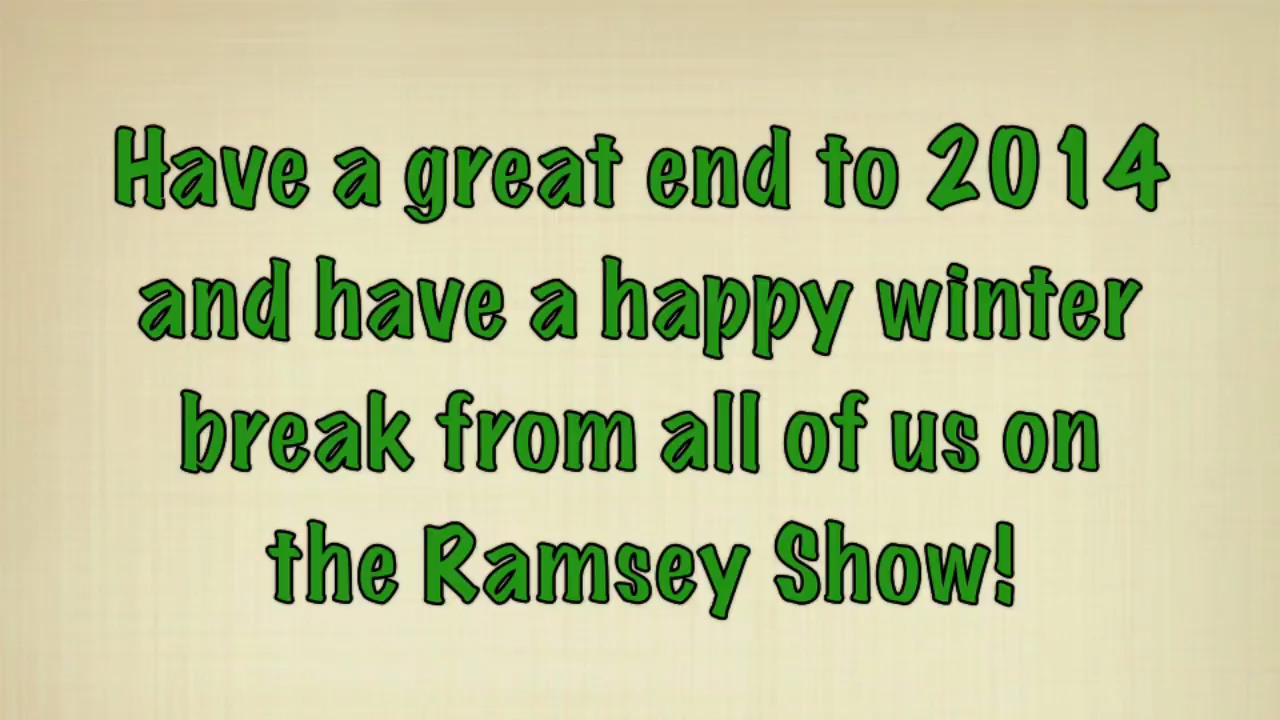 Have a great end to 2014
and have a happy winter
break from all of us on
the Ramsey Show!